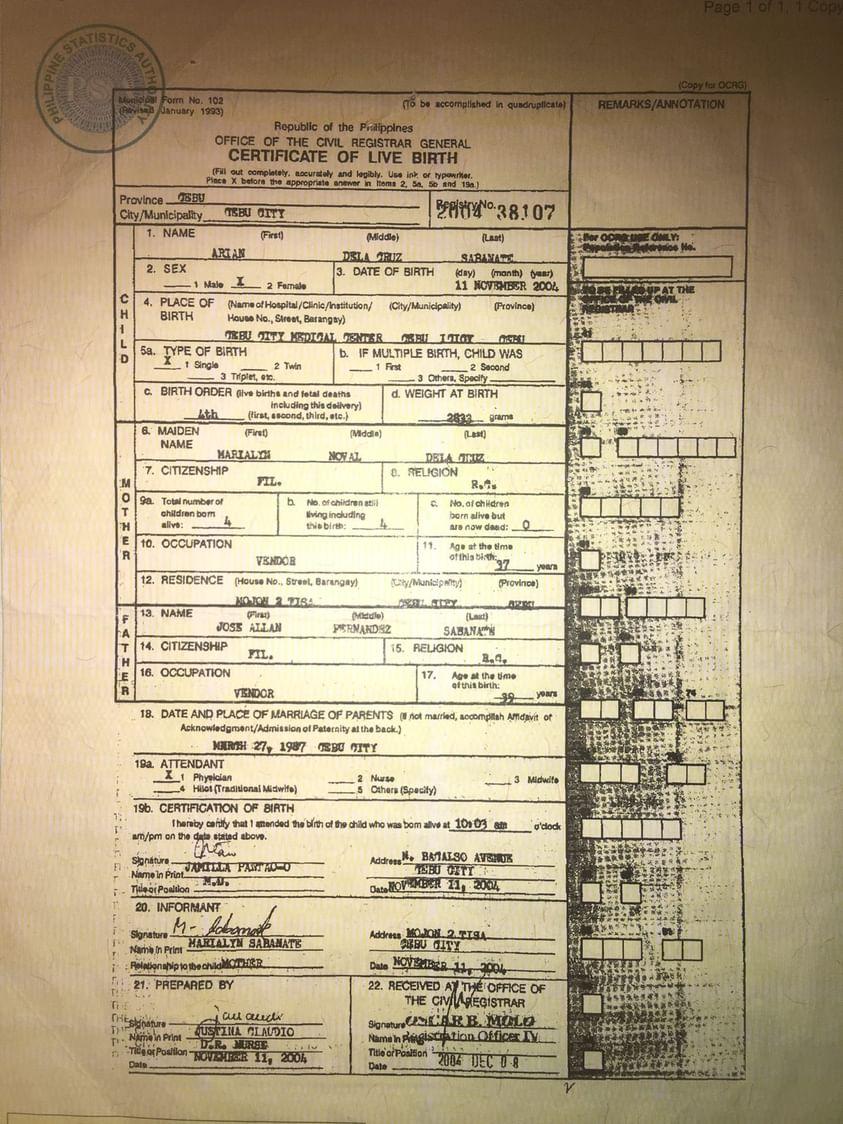 Page 1 of 1, 1 Copy
PHILIPPINE STATISTICS AUTHORITY
PSA
(Copy for OCRG)
Municipal Form No. 102
(Revised January 1993)
(To be accomplished in quadruplicate)
REMARKS/ANNOTATION
Republic of the Philippines
OFFICE OF THE CIVIL REGISTRAR GENERAL
CERTIFICATE OF LIVE BIRTH
(Fill out completely, accurately and legibly. Use ink or typewriter.
Place X before the appropriate answer in items 2, 5a, 5b and 19a.)
Province CEBU
City/Municipality CEBU CITY
Registry No. 2004 38107
CHILD
1. NAME (First) (Middle) (Last)
ARIAN DELA CRUZ SABANATE
For OCRG USE ONLY:
Population Reference No.
2. SEX
1 Male X 2 Female
3. DATE OF BIRTH (day) (month) (year)
11 NOVEMBER 2004
TO BE FILLED UP AT THE
OFFICE OF THE CIVIL
REGISTRAR
4. PLACE OF BIRTH (Name of Hospital/Clinic/Institution/ (City/Municipality) (Province)
House No., Street, Barangay)
CEBU CITY MEDICAL CENTER CEBU CEBU
5a. TYPE OF BIRTH
X 1 Single 2 Twin
3 Triplet, etc.
b. IF MULTIPLE BIRTH, CHILD WAS
1 First 2 Second
3 Others, Specify
c. BIRTH ORDER (live births and fetal deaths
including this delivery)
4th (first, second, third, etc.)
d. WEIGHT AT BIRTH
grams
MOTHER
6. MAIDEN NAME (First) (Middle) (Last)
MARIALYN NOVAL DELA CRUZ
7. CITIZENSHIP
FIL.
8. RELIGION
R.C.
9a. Total number of
children born
alive: 4
b. No. of children still
living including
this birth: 4
c. No. of children
born alive but
are now dead: 0
10. OCCUPATION
VENDOR
11. Age at the time
of this birth: 37 years
12. RESIDENCE (House No., Street, Barangay) (City/Municipality) (Province)
MOJON 2 TISA CEBU CITY CEBU
FATHER
13. NAME (First) (Middle) (Last)
JOSE ALLAN FERNANDEZ SABANATE
14. CITIZENSHIP
FIL.
15. RELIGION
R.C.
16. OCCUPATION
VENDOR
17. Age at the time
of this birth: 39 years
18. DATE AND PLACE OF MARRIAGE OF PARENTS (If not married, accomplish Affidavit of
Acknowledgment/Admission of Paternity at the back.)
MARCH 27, 1987 CEBU CITY
19a. ATTENDANT
X 1 Physician 2 Nurse 3 Midwife
4 Hilot (Traditional Midwife) 5 Others (Specify)
19b. CERTIFICATION OF BIRTH
I hereby certify that I attended the birth of the child who was born alive at 10:03 am o'clock
am/pm on the date stated above.
Signature
Name in Print JAMILLA
Title or Position M.D.
Address N. BACALSO AVENUE
CEBU CITY
Date NOVEMBER 11, 2004
20. INFORMANT
Signature M- Sabanate
Name in Print MARIALYN SABANATE
Relationship to the child MOTHER
Address MOJON 2 TISA
CEBU CITY
Date NOVEMBER 11, 2004
21. PREPARED BY
Signature
Name in Print JUSTINA CLAUDIO
Title or Position D.R. NURSE
Date NOVEMBER 11, 2004
22. RECEIVED AT THE OFFICE OF
THE CIVIL REGISTRAR
Signature
Name in Print OSCAR B. MOLO
Title or Position Registration Officer IV
Date 2004 DEC 08